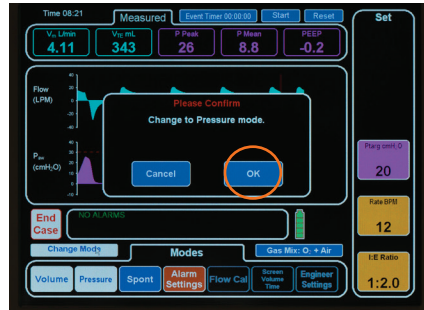 Time 08:21
Measured
Event Timer 00:00:00
Start
Reset
Set
V̇ₘ L/min
4.11
Vᴛᴇ mL
343
P Peak
26
P Mean
8.8
PEEP
-0.2
Flow
(LPM)
40
20
0
-20
-40
Please Confirm
Change to Pressure mode.
Cancel
OK
(cmH₂O)
40
30
20
10
0
-10
Ptarg cmH₂O
20
Rate BPM
12
I:E Ratio
1:2.0
End
Case
NO ALARMS
Change Mode
Modes
Gas Mix: O₂ + Air
Volume
Pressure
Spont
Alarm
Settings
Flow Cal
Screen
Volume
Time
Engineer
Settings